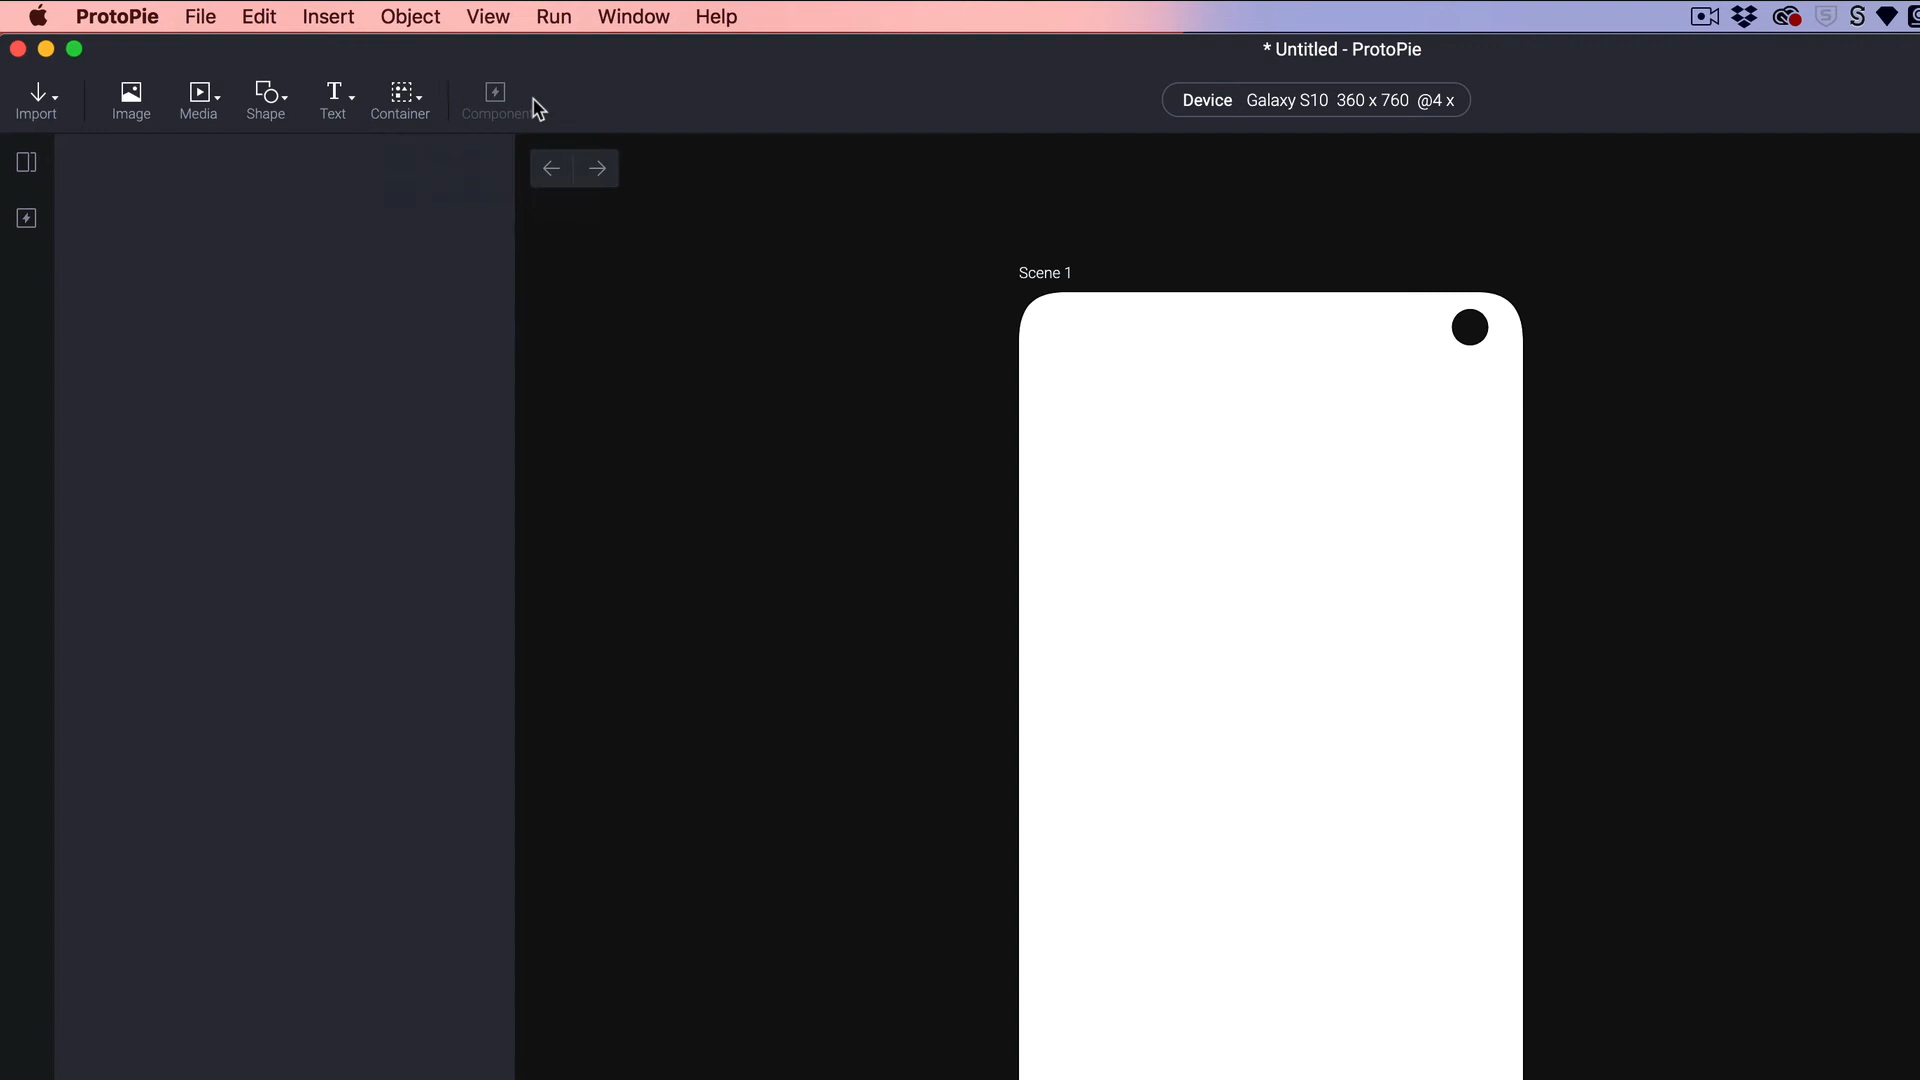 ProtoPie File Edit Insert Object View Run Window Help
* Untitled - ProtoPie
Import Image Media Shape Text Container Component
Device Galaxy S10 360 x 760 @4 x
Scene 1